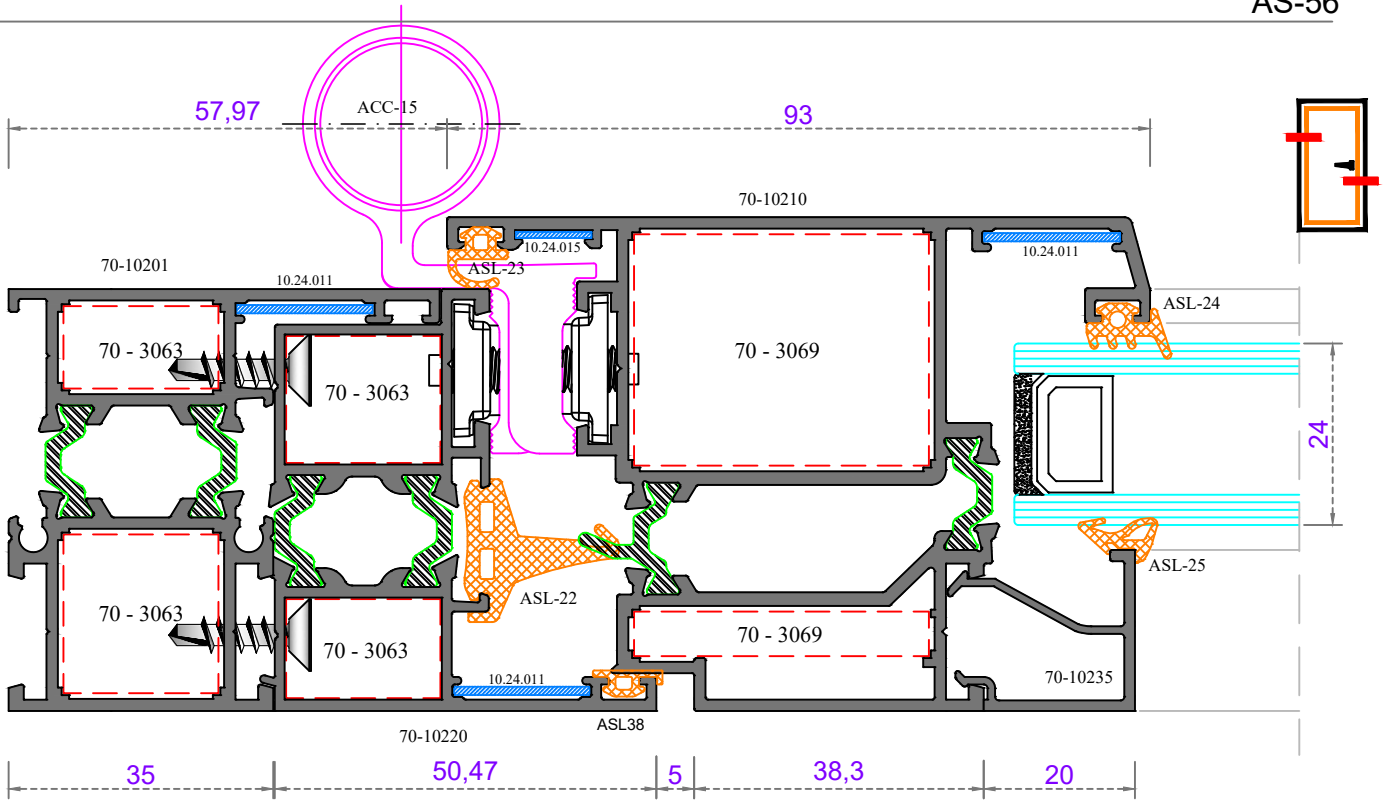 AS-56
57,97
ACC-15
93
70-10210
10.24.015
10.24.011
70-10201
10.24.011
ASL-23
ASL-24
70 - 3063
70 - 3063
70 - 3069
24
ASL-25
ASL-22
70 - 3063
70 - 3063
70 - 3069
70-10235
10.24.011
ASL38
70-10220
35
50,47
5
38,3
20